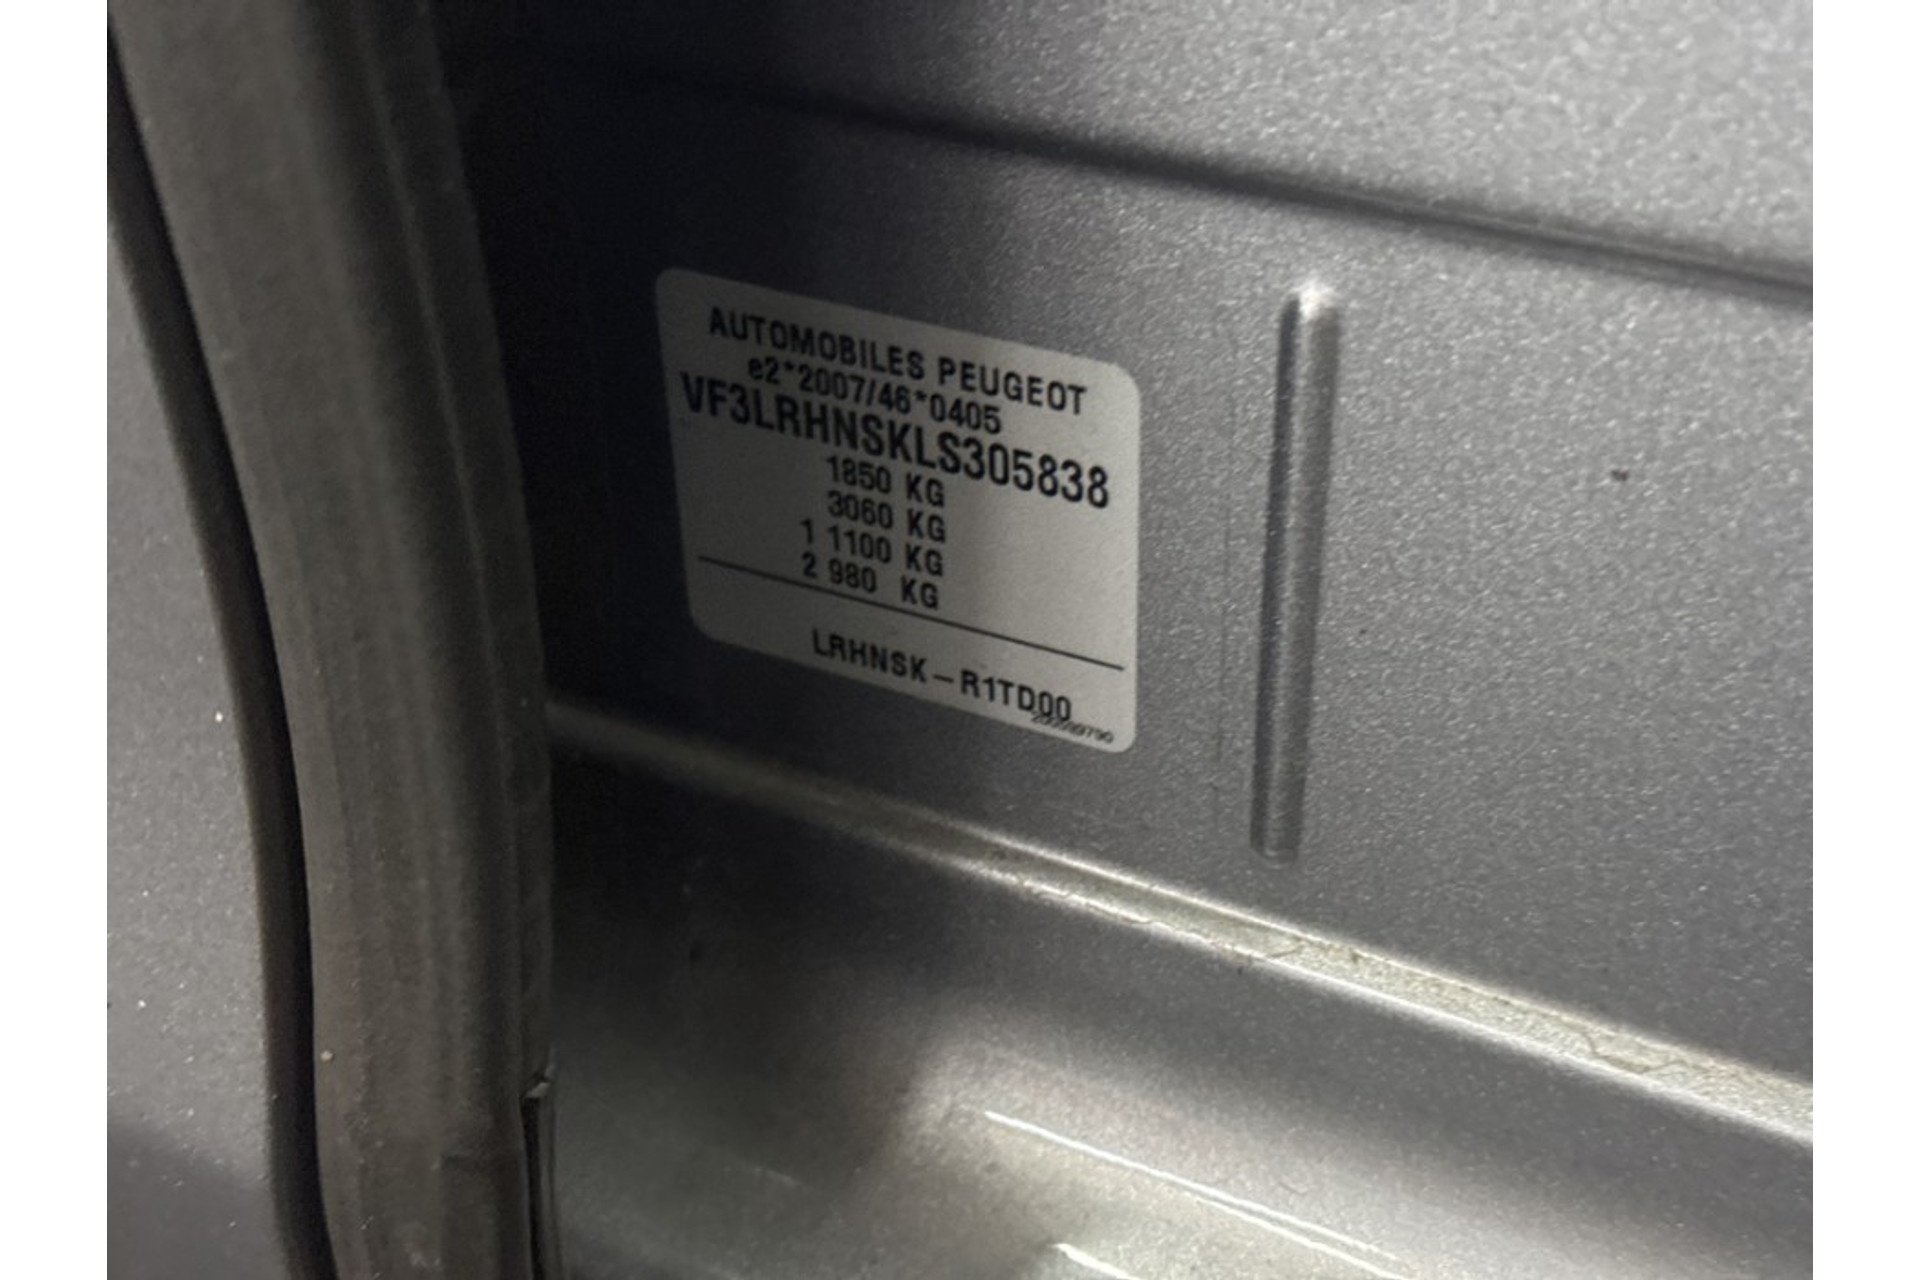 AUTOMOBILES PEUGEOT
e2*2007/46*0405
VF3LRHNSKLS305838
1850 KG
3060 KG
1 1100 KG
2 980 KG
LRHNSK – R1TD00